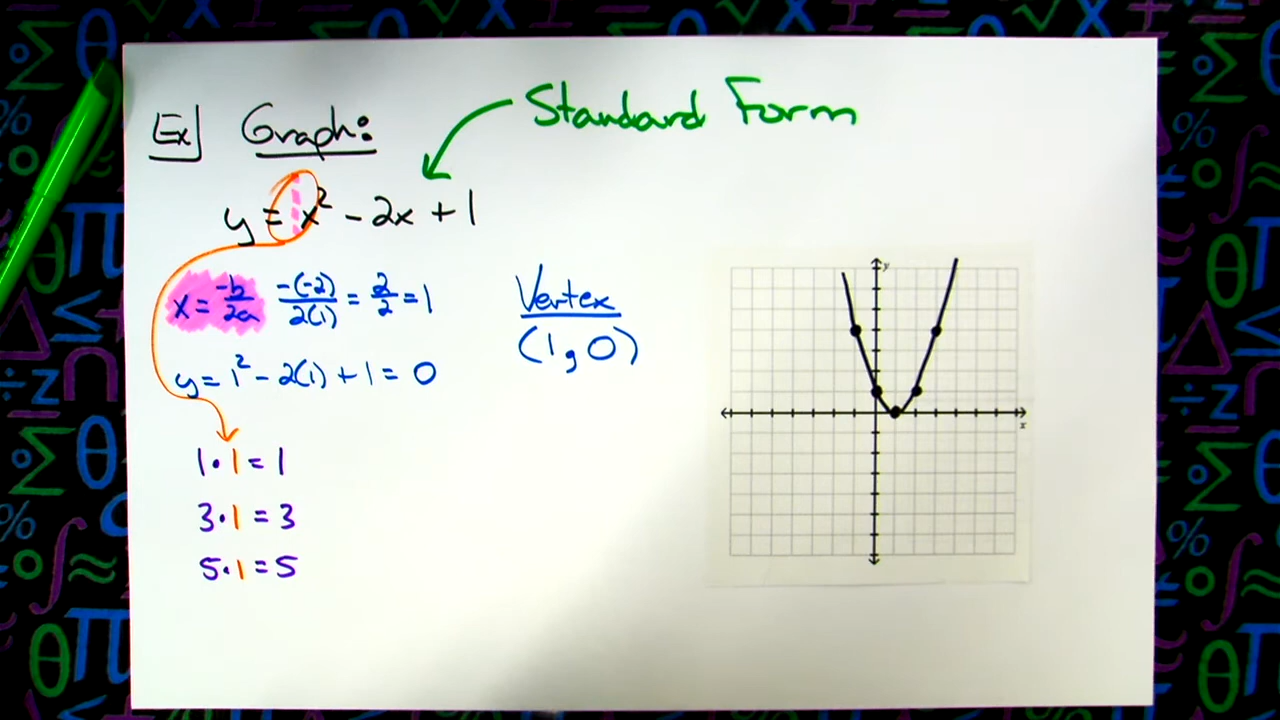 Ex] Graph:
Standard Form
y = x² - 2x + 1
x = -b/2a -(-2)/2(1) = 2/2 = 1
y = 1² - 2(1) + 1 = 0
Vertex
(1, 0)
1·1 = 1
3·1 = 3
5·1 = 5
y
x